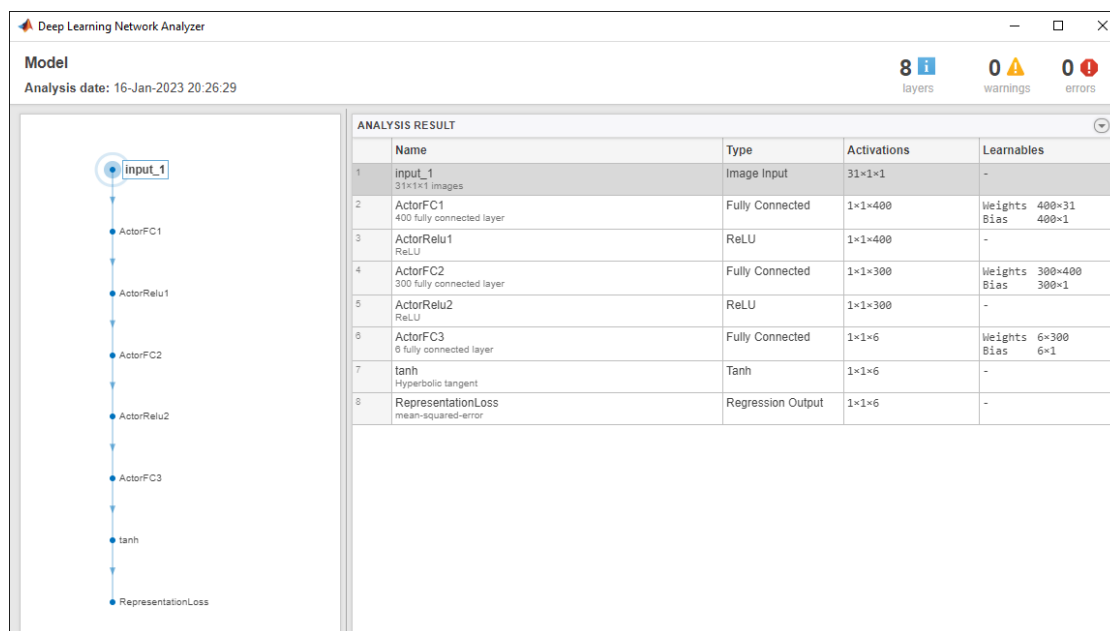 Deep Learning Network Analyzer
Model
Analysis date: 16-Jan-2023 20:26:29
8 i
layers
0
warnings
0
errors
input_1
ActorFC1
ActorRelu1
ActorFC2
ActorRelu2
ActorFC3
tanh
RepresentationLoss
ANALYSIS RESULT
Name Type Activations Learnables
1 input_1 Image Input 31×1×1 -
31×1×1 images
2 ActorFC1 Fully Connected 1×1×400 Weights 400×31
400 fully connected layer Bias 400×1
3 ActorRelu1 ReLU 1×1×400 -
ReLU
4 ActorFC2 Fully Connected 1×1×300 Weights 300×400
300 fully connected layer Bias 300×1
5 ActorRelu2 ReLU 1×1×300 -
ReLU
6 ActorFC3 Fully Connected 1×1×6 Weights 6×300
6 fully connected layer Bias 6×1
7 tanh Tanh 1×1×6 -
Hyperbolic tangent
8 RepresentationLoss Regression Output 1×1×6 -
mean-squared-error